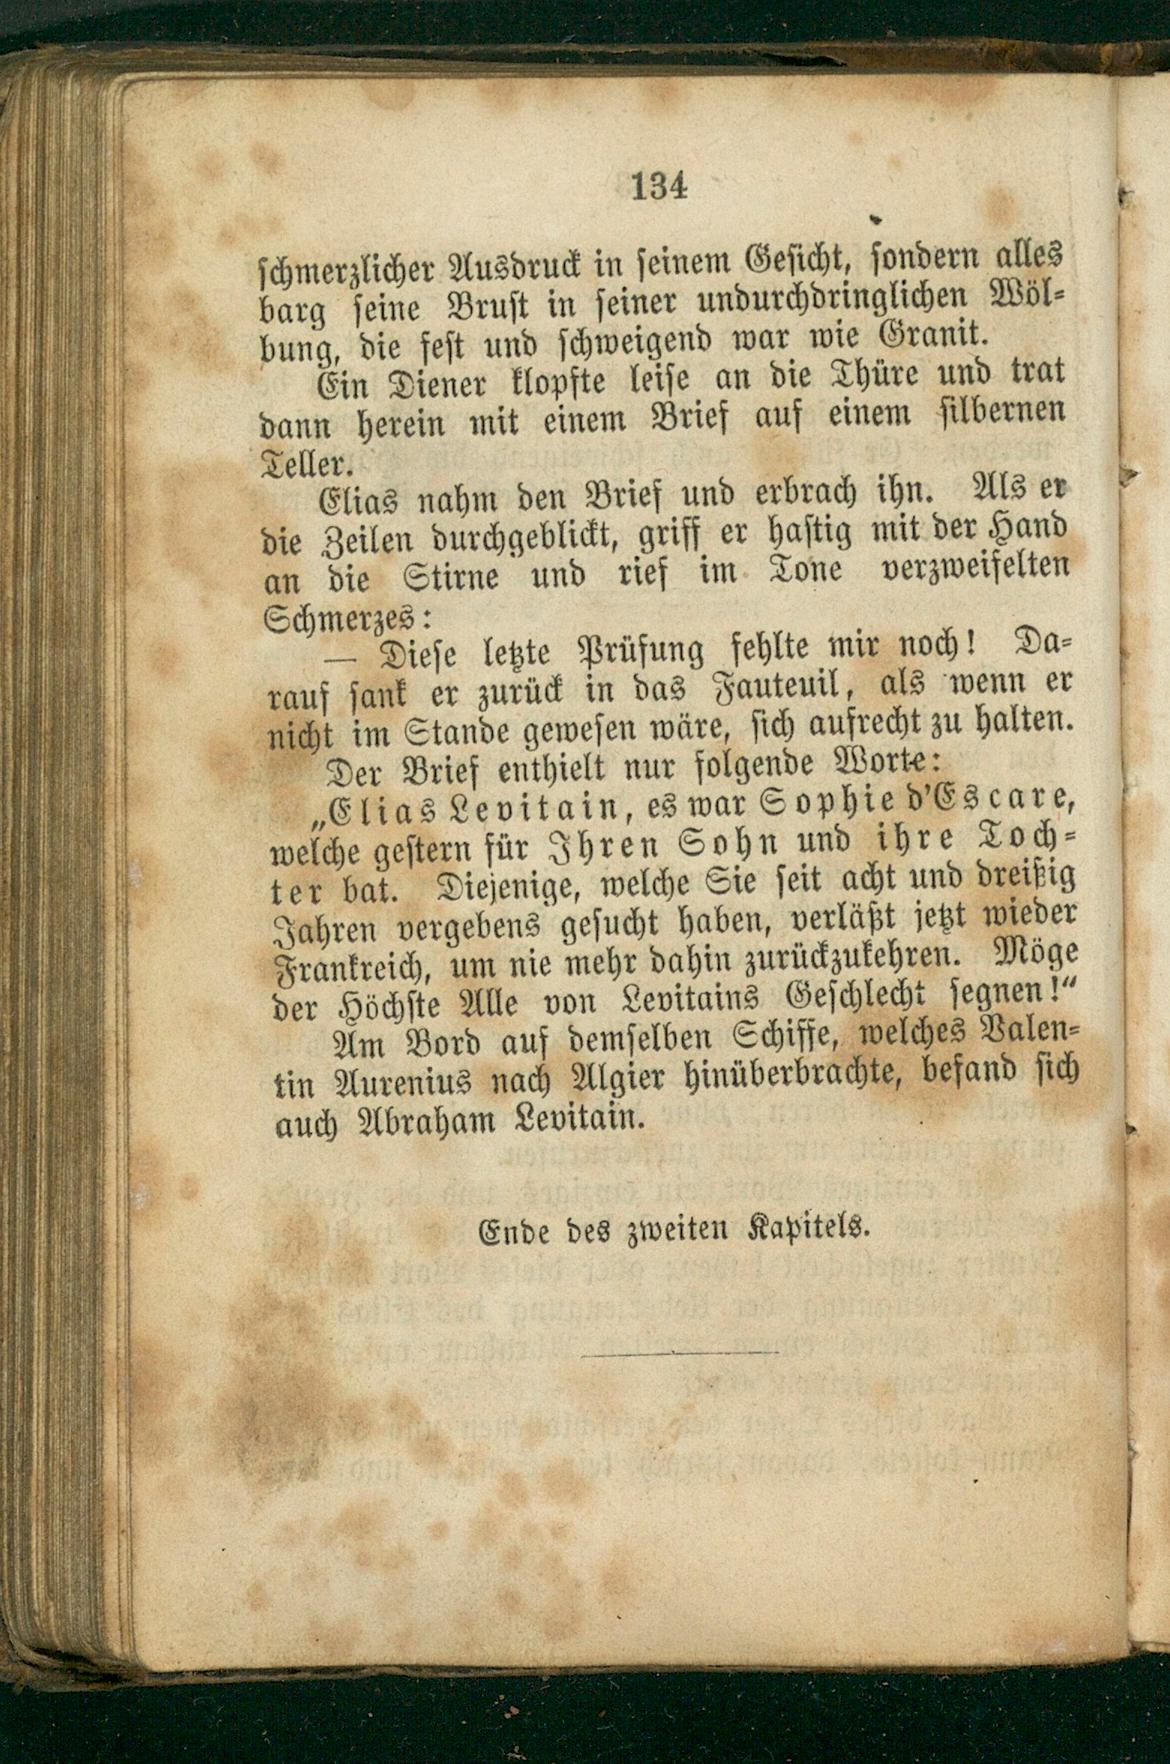 134
schmerzlicher Ausdruck in seinem Gesicht, sondern alles
barg seine Brust in seiner undurchdringlichen Wöl-
bung, die fest und schweigend war wie Granit.
Ein Diener klopfte leise an die Thüre und trat
dann herein mit einem Brief auf einem silbernen
Teller.
Elias nahm den Brief und erbrach ihn. Als er
die Zeilen durchgeblickt, griff er hastig mit der Hand
an die Stirne und rief im Tone verzweifelten
Schmerzes:
— Diese letzte Prüfung fehlte mir noch! Da-
rauf sank er zurück in das Fauteuil, als wenn er
nicht im Stande gewesen wäre, sich aufrecht zu halten.
Der Brief enthielt nur folgende Worte:
„Elias Levitain, es war Sophie d'Escare,
welche gestern für Ihren Sohn und ihre Toch-
ter bat. Diejenige, welche Sie seit acht und dreißig
Jahren vergebens gesucht haben, verläßt jetzt wieder
Frankreich, um nie mehr dahin zurückzukehren. Möge
der Höchste Alle von Levitains Geschlecht segnen!“
Am Bord auf demselben Schiffe, welches Valen-
tin Aurenius nach Algier hinüberbrachte, befand sich
auch Abraham Levitain.
Ende des zweiten Kapitels.